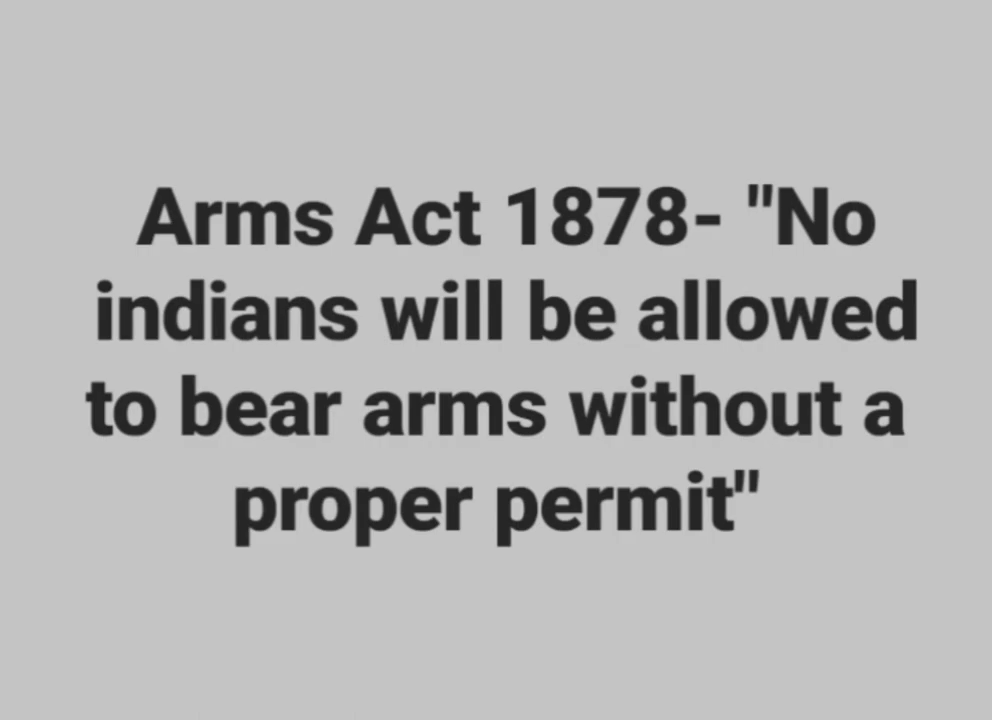 Arms Act 1878- "No
indians will be allowed
to bear arms without a
proper permit"